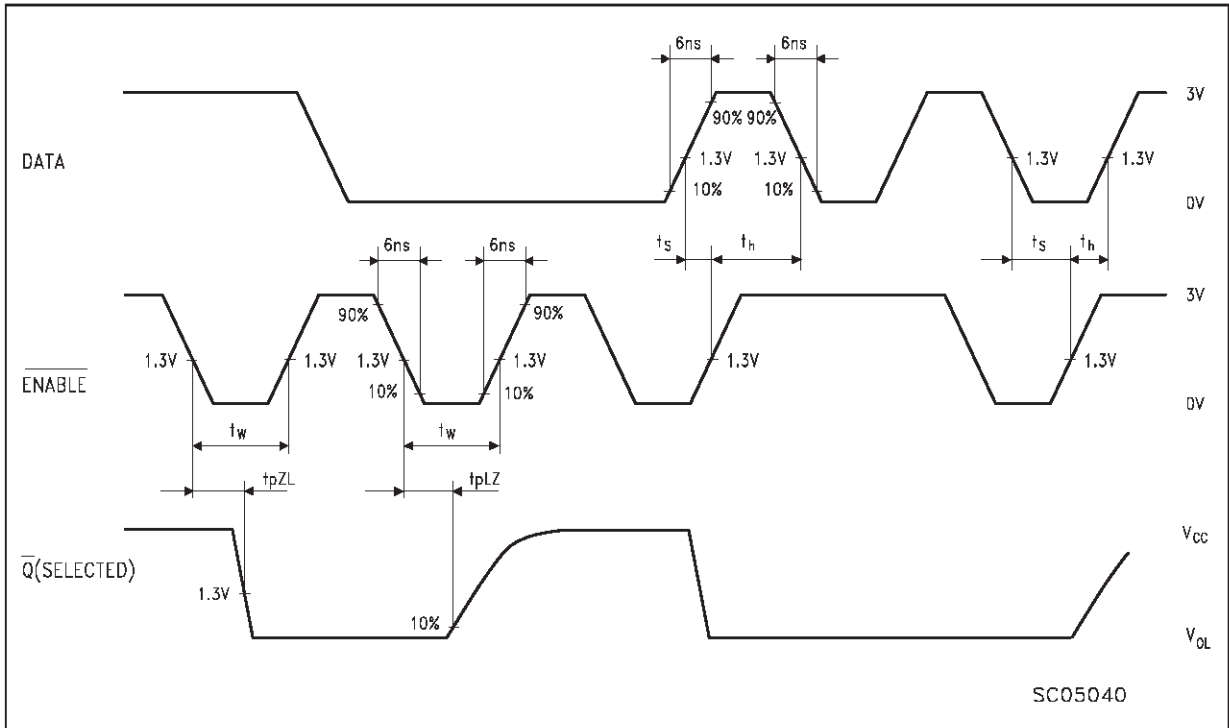 6ns 6ns
3V
90% 90%
DATA
1.3V 1.3V 1.3V 1.3V
10% 10%
0V
6ns 6ns
tS th tS th
3V
90% 90%
1.3V 1.3V 1.3V 1.3V 1.3V 1.3V
ENABLE
10% 10%
0V
tW tW
tpZL tpLZ
VCC
Q(SELECTED)
1.3V
10%
VOL
SC05040